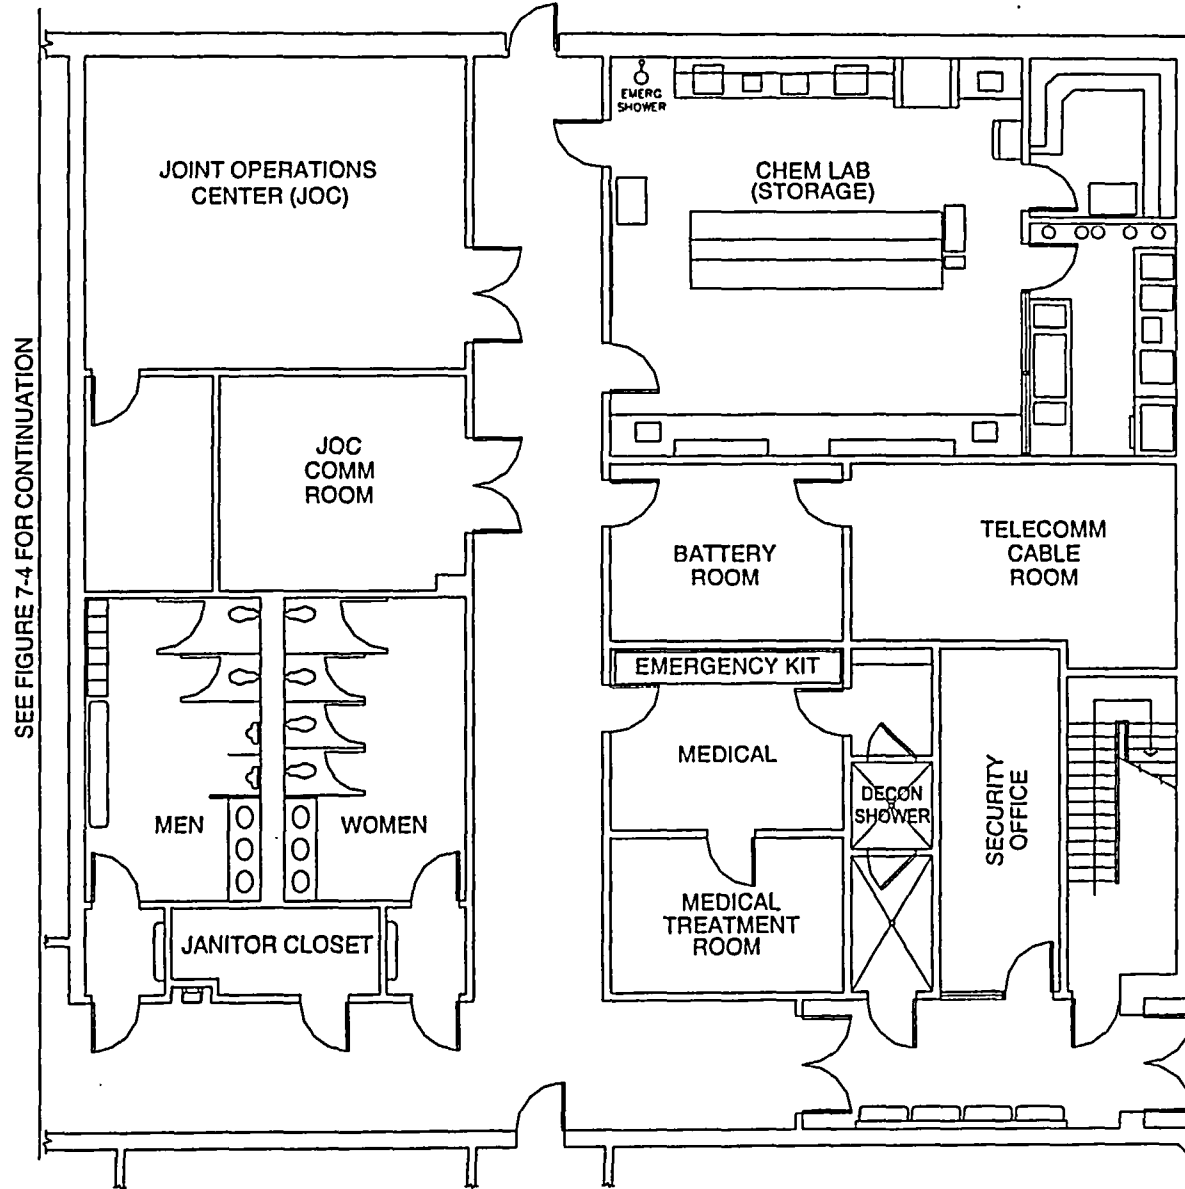 EMERG
SHOWER
JOINT OPERATIONS
CENTER (JOC)
CHEM LAB
(STORAGE)
SEE FIGURE 7-4 FOR CONTINUATION
JOC
COMM
ROOM
BATTERY
ROOM
TELECOMM
CABLE
ROOM
EMERGENCY KIT
MEDICAL
DECON
SHOWER
SECURITY
OFFICE
MEN
WOMEN
MEDICAL
TREATMENT
ROOM
JANITOR CLOSET